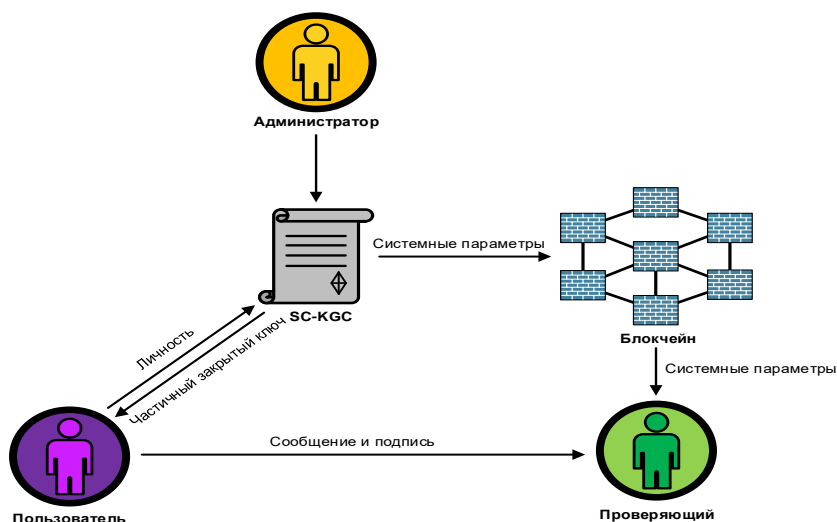 Администратор
Системные параметры
SC-KGC
Личность
Частичный закрытый ключ
Блокчейн
Системные параметры
Сообщение и подпись
Пользователь
Проверяющий